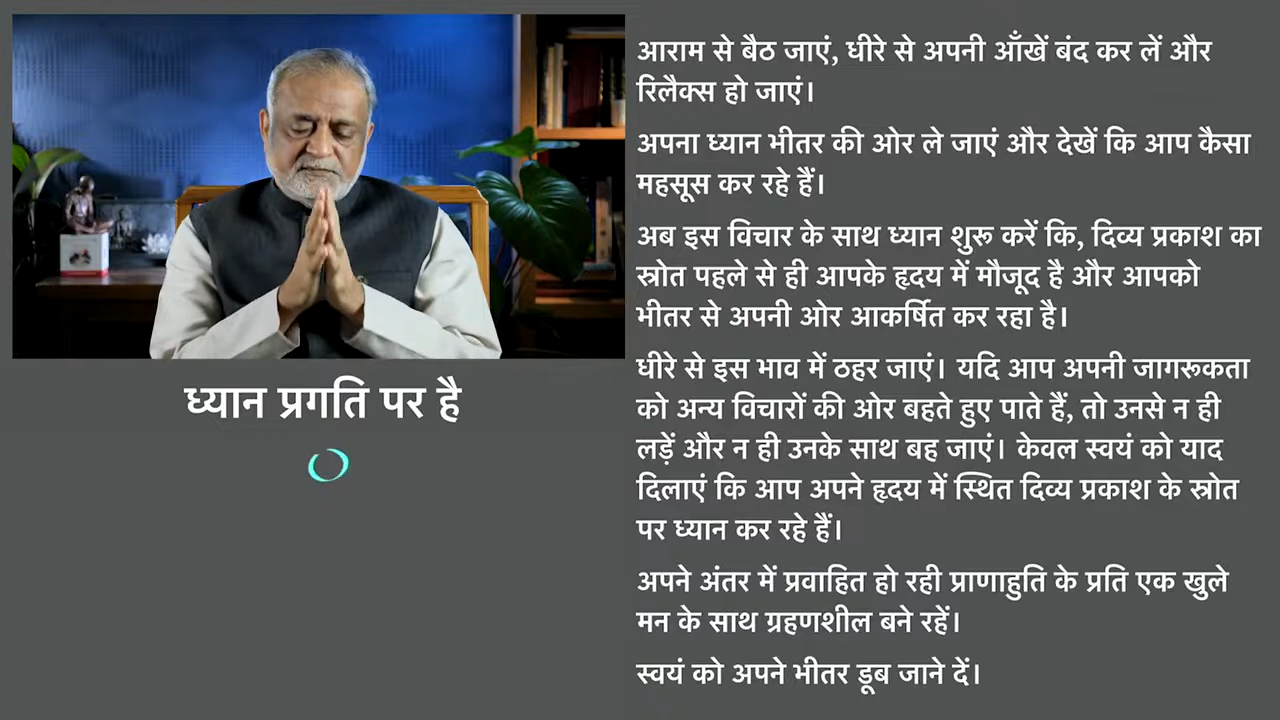 आराम से बैठ जाएं, धीरे से अपनी आँखें बंद कर लें और
रिलैक्स हो जाएं।
अपना ध्यान भीतर की ओर ले जाएं और देखें कि आप कैसा
महसूस कर रहे हैं।
अब इस विचार के साथ ध्यान शुरू करें कि, दिव्य प्रकाश का
स्रोत पहले से ही आपके हृदय में मौजूद है और आपको
भीतर से अपनी ओर आकर्षित कर रहा है।
धीरे से इस भाव में ठहर जाएं। यदि आप अपनी जागरूकता
को अन्य विचारों की ओर बहते हुए पाते हैं, तो उनसे न ही
लड़ें और न ही उनके साथ बह जाएं। केवल स्वयं को याद
दिलाएं कि आप अपने हृदय में स्थित दिव्य प्रकाश के स्रोत
पर ध्यान कर रहे हैं।
अपने अंतर में प्रवाहित हो रही प्राणाहुति के प्रति एक खुले
मन के साथ ग्रहणशील बने रहें।
स्वयं को अपने भीतर डूब जाने दें।
ध्यान प्रगति पर है